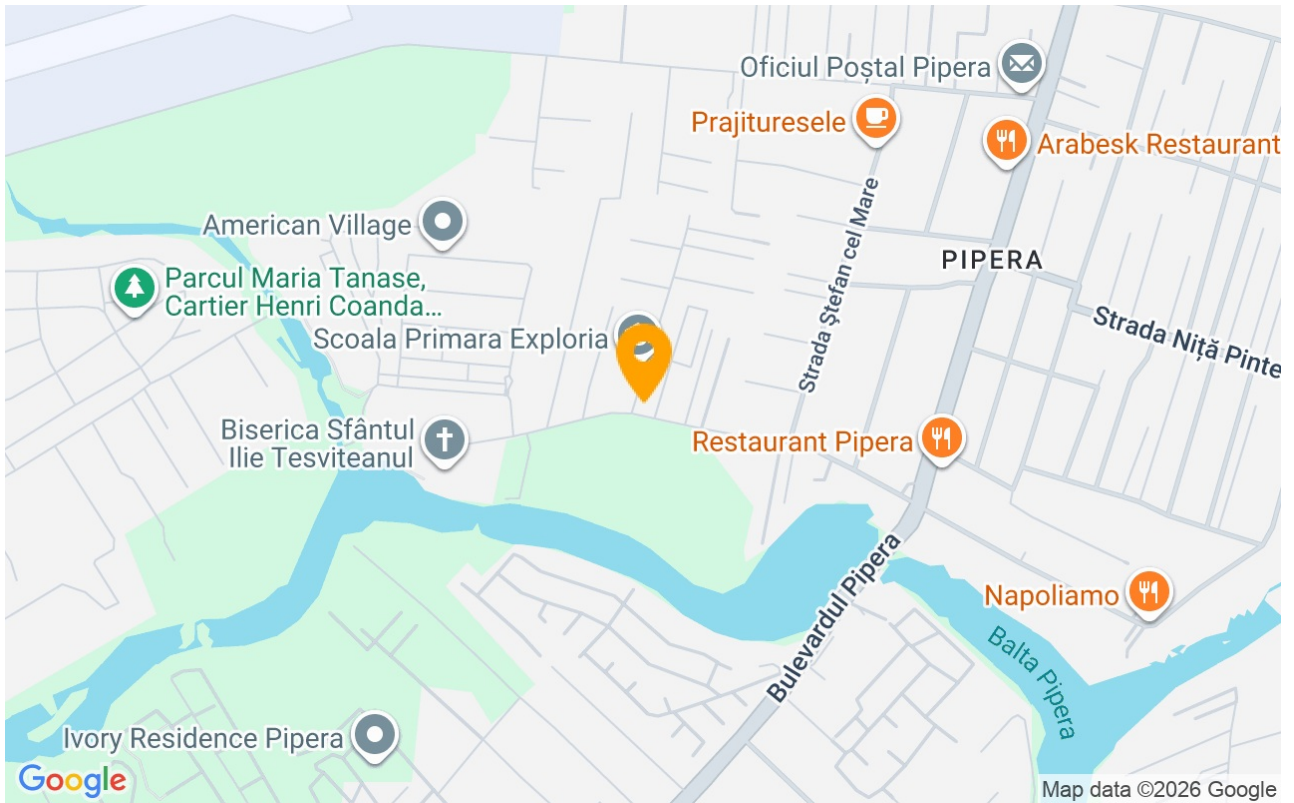 Oficiul Poștal Pipera
Prajituresele
Arabesk Restaurant
American Village
Strada Ștefan cel Mare
PIPERA
Parcul Maria Tanase,
Cartier Henri Coanda...
Scoala Primara Exploria
Strada Niță Pinte
Biserica Sfântul
Ilie Tesviteanul
Restaurant Pipera
Bulevardul Pipera
Napoliamo
Balta Pipera
Ivory Residence Pipera
Google
Map data ©2026 Google